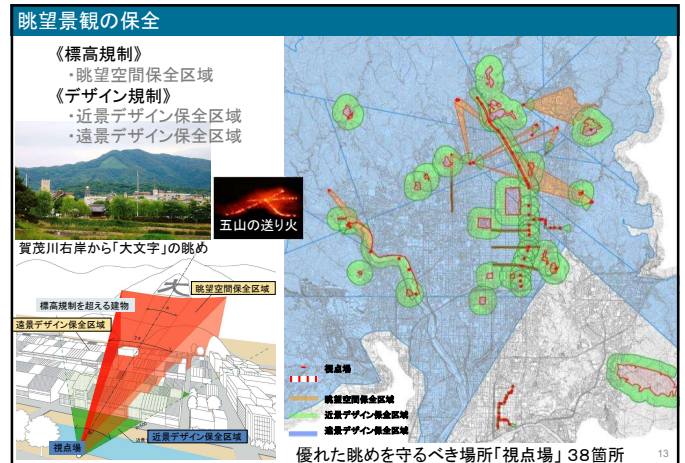 眺望景観の保全
《標高規制》
・眺望空間保全区域
《デザイン規制》
・近景デザイン保全区域
・遠景デザイン保全区域
五山の送り火
賀茂川右岸から「大文字」の眺め
眺望空間保全区域
標高規制を超える建物
遠景デザイン保全区域
近景デザイン保全区域
視点場
視点場
眺望空間保全区域
近景デザイン保全区域
遠景デザイン保全区域
優れた眺めを守るべき場所「視点場」 38箇所
13